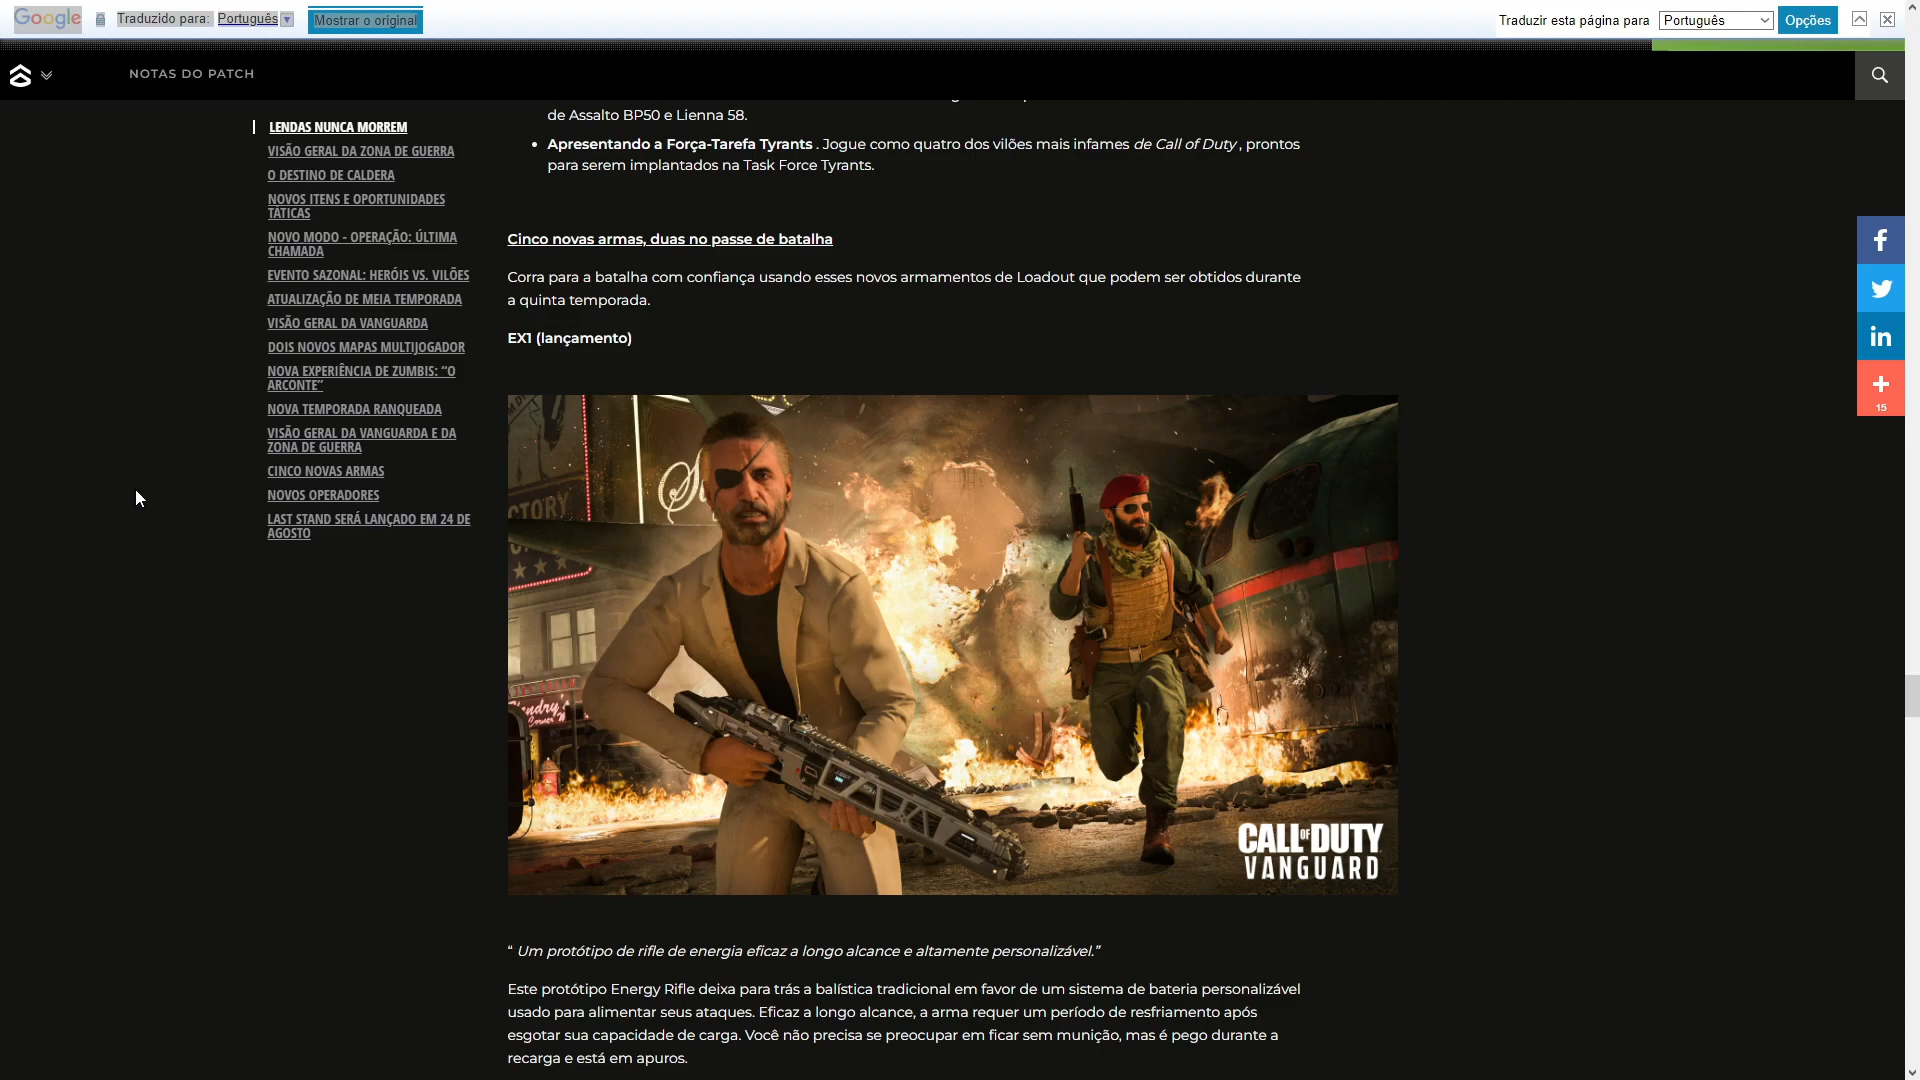 Google
Traduzido para: Português
Mostrar o original
Traduzir esta página para
Português
Opções
NOTAS DO PATCH
LENDAS NUNCA MORREM
VISÃO GERAL DA ZONA DE GUERRA
O DESTINO DE CALDERA
NOVOS ITENS E OPORTUNIDADES
TÁTICAS
NOVO MODO - OPERAÇÃO: ÚLTIMA
CHAMADA
EVENTO SAZONAL: HERÓIS VS. VILÕES
ATUALIZAÇÃO DE MEIA TEMPORADA
VISÃO GERAL DA VANGUARDA
DOIS NOVOS MAPAS MULTIJOGADOR
NOVA EXPERIÊNCIA DE ZUMBIS: “O
ARCONTE”
NOVA TEMPORADA RANQUEADA
VISÃO GERAL DA VANGUARDA E DA
ZONA DE GUERRA
CINCO NOVAS ARMAS
NOVOS OPERADORES
LAST STAND SERÁ LANÇADO EM 24 DE
AGOSTO
de Assalto BP50 e Lienna 58.
• Apresentando a Força-Tarefa Tyrants . Jogue como quatro dos vilões mais infames de Call of Duty , prontos
para serem implantados na Task Force Tyrants.
Cinco novas armas, duas no passe de batalha
Corra para a batalha com confiança usando esses novos armamentos de Loadout que podem ser obtidos durante
a quinta temporada.
EX1 (lançamento)
CALL OF DUTY
VANGUARD
“ Um protótipo de rifle de energia eficaz a longo alcance e altamente personalizável.”
Este protótipo Energy Rifle deixa para trás a balística tradicional em favor de um sistema de bateria personalizável
usado para alimentar seus ataques. Eficaz a longo alcance, a arma requer um período de resfriamento após
esgotar sua capacidade de carga. Você não precisa se preocupar em ficar sem munição, mas é pego durante a
recarga e está em apuros.
15